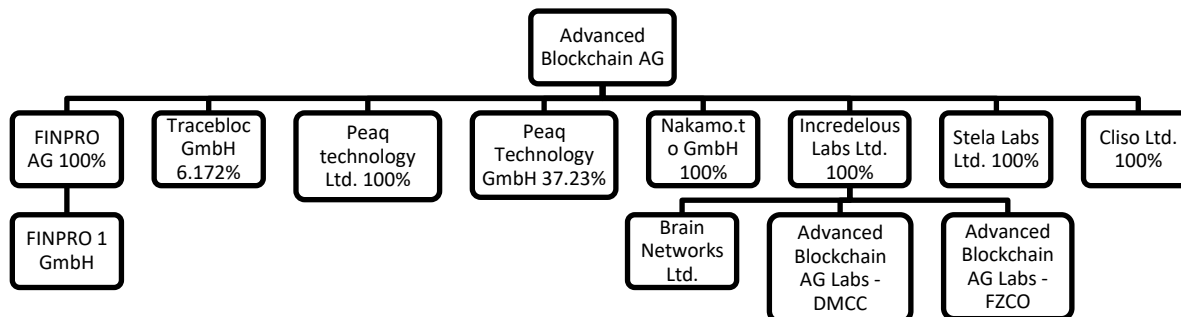 Advanced
Blockchain AG
FINPRO
AG 100%
Tracebloc
GmbH
6.172%
Peaq
technology
Ltd. 100%
Peaq
Technology
GmbH 37.23%
Nakamo.t
o GmbH
100%
Incredelous
Labs Ltd.
100%
Stela Labs
Ltd. 100%
Cliso Ltd.
100%
FINPRO 1
GmbH
Brain
Networks
Ltd.
Advanced
Blockchain
AG Labs -
DMCC
Advanced
Blockchain
AG Labs -
FZCO